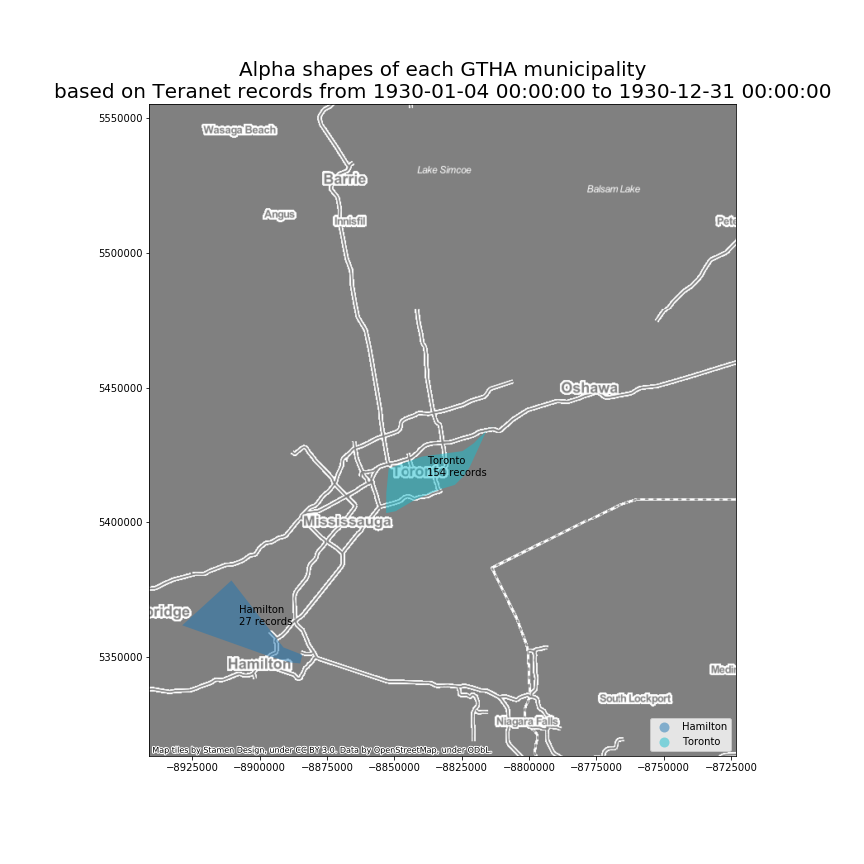 Alpha shapes of each GTHA municipality
based on Teranet records from 1930-01-04 00:00:00 to 1930-12-31 00:00:00
5550000
Wasaga Beach
Lake Simcoe
Barrie
Balsam Lake
Angus
Innisfil
Pete
5500000
5450000
Oshawa
Toronto
Toronto
154 records
5400000
Mississauga
bridge
Hamilton
27 records
5350000
Hamilton
Medin
South Lockport
Niagara Falls
Hamilton
Toronto
Map tiles by Stamen Design, under CC BY 3.0. Data by OpenStreetMap, under ODbL.
−8925000
−8900000
−8875000
−8850000
−8825000
−8800000
−8775000
−8750000
−8725000